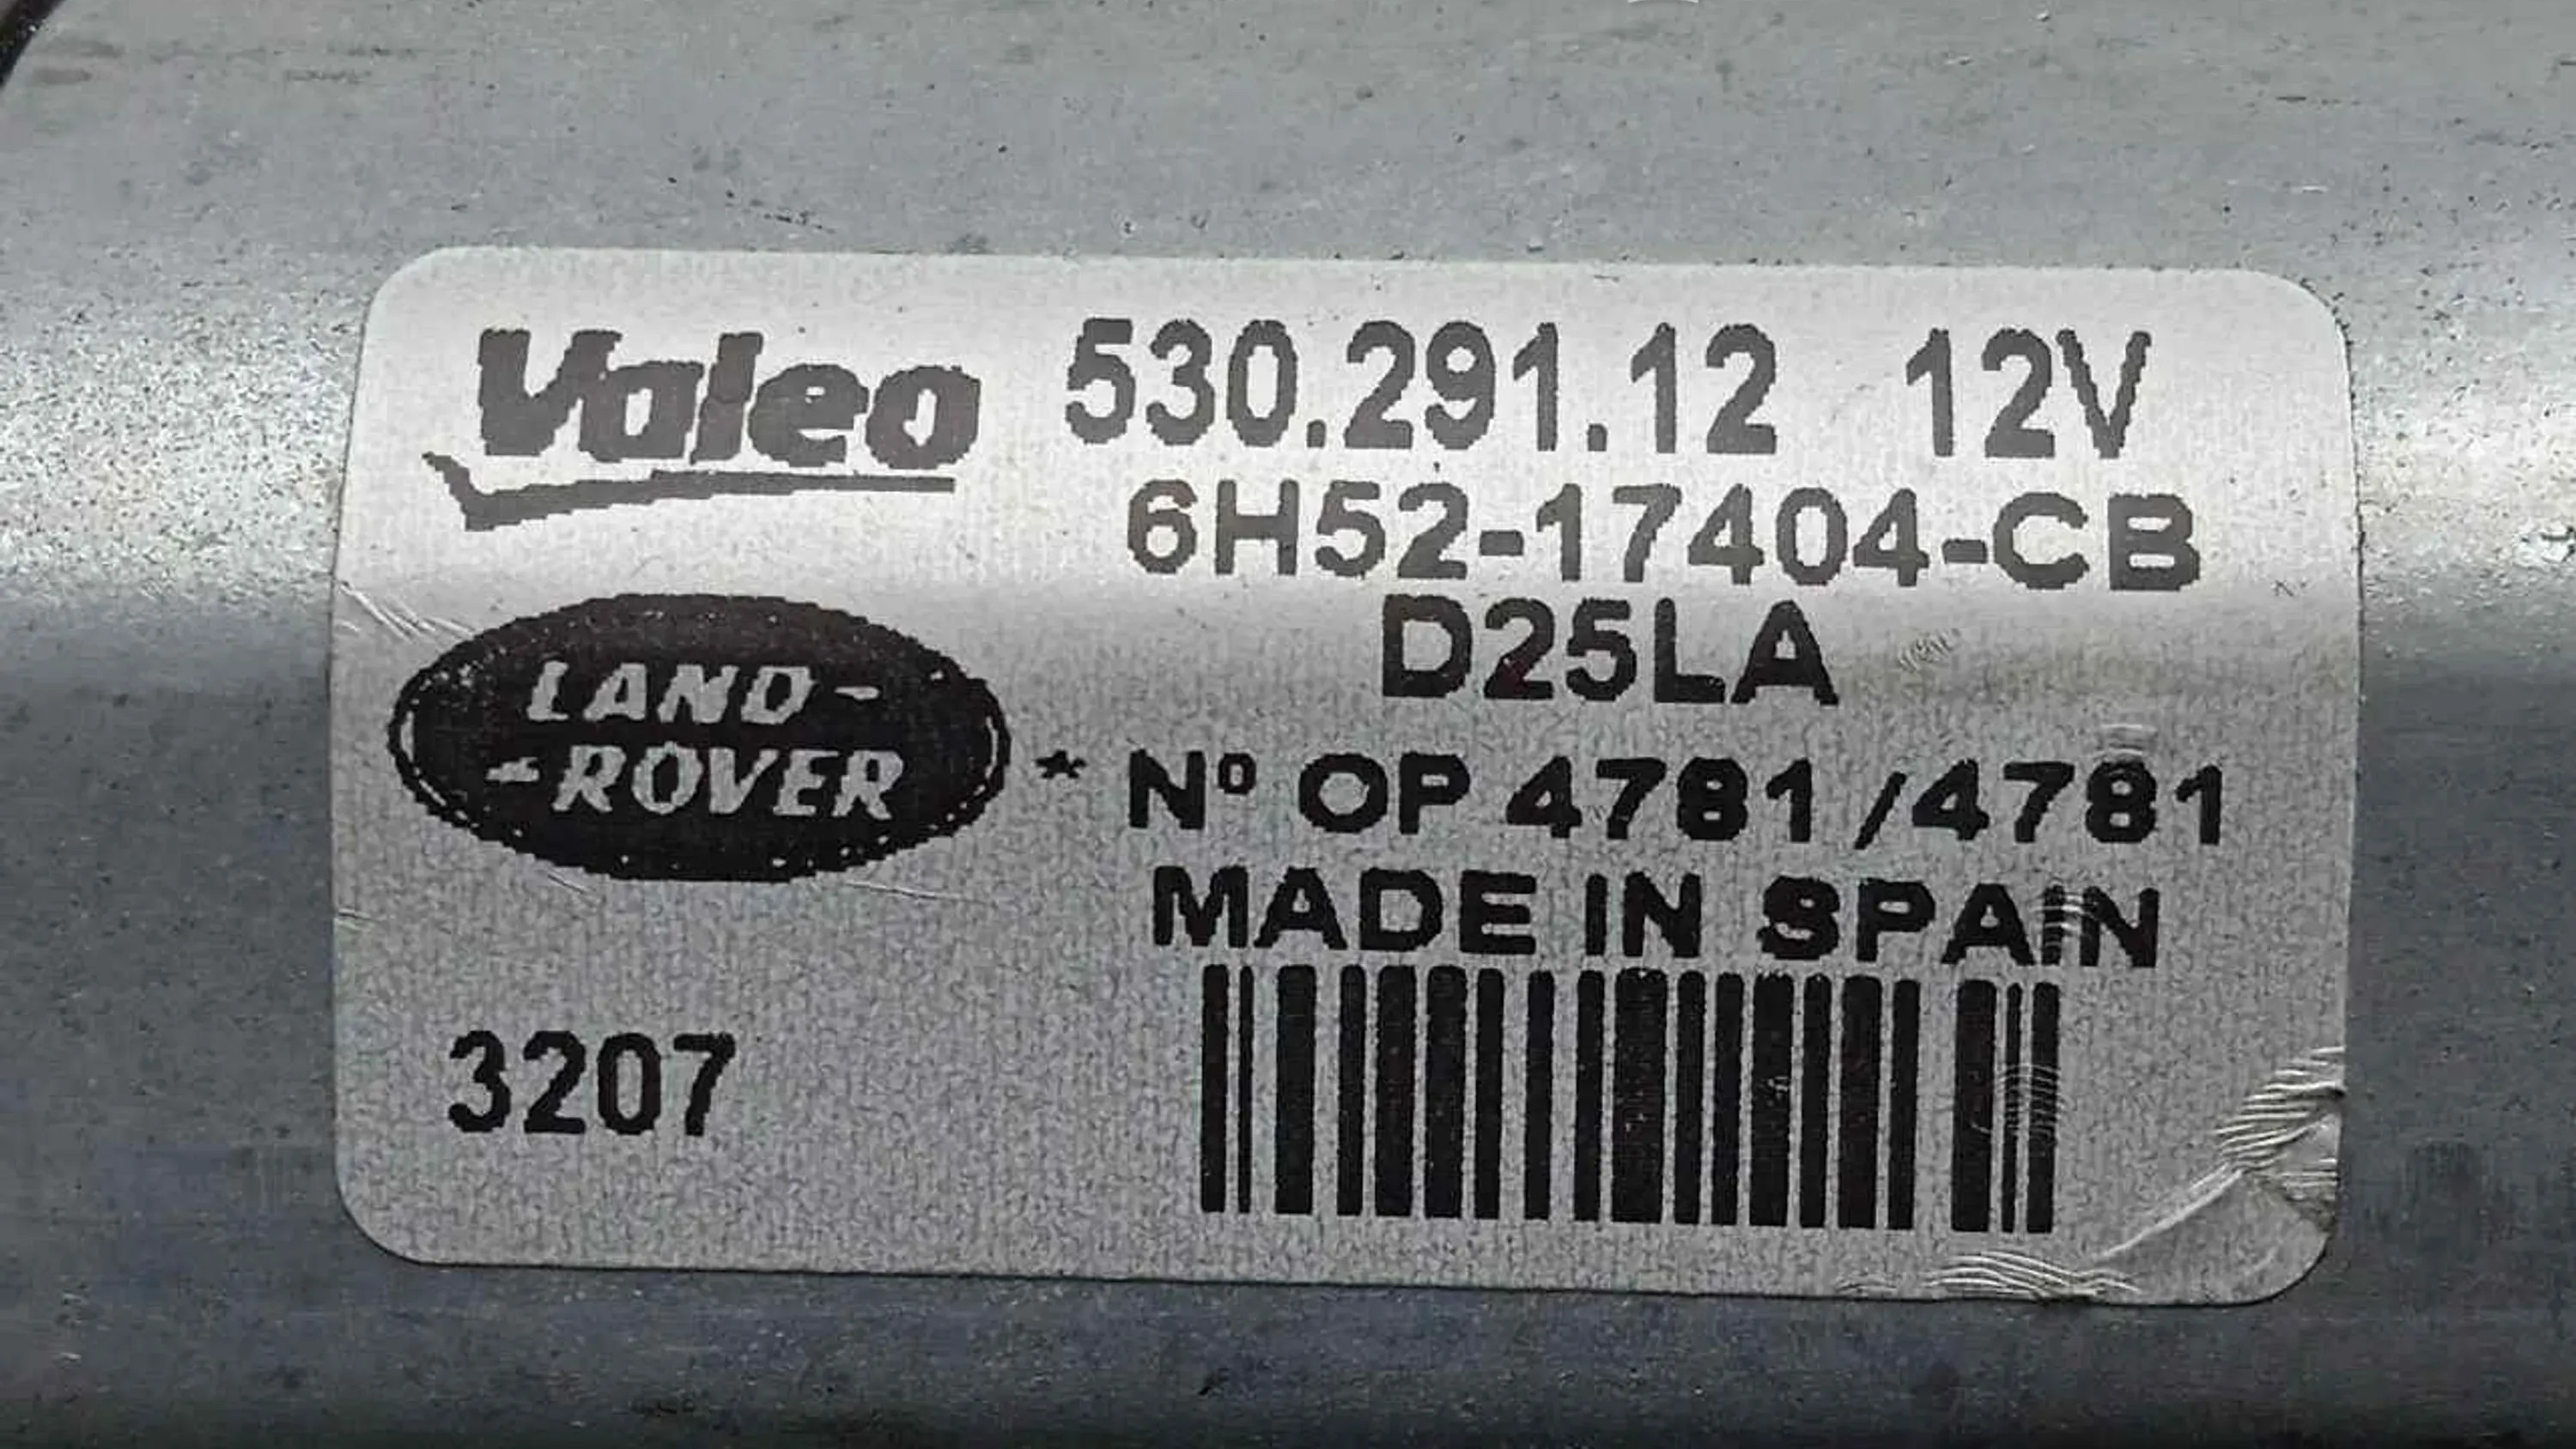 Valeo 530.291.12 12V
6H52-17404-CB
D25LA
LAND-
-ROVER
* Nº OP 4781/4781
MADE IN SPAIN
3207